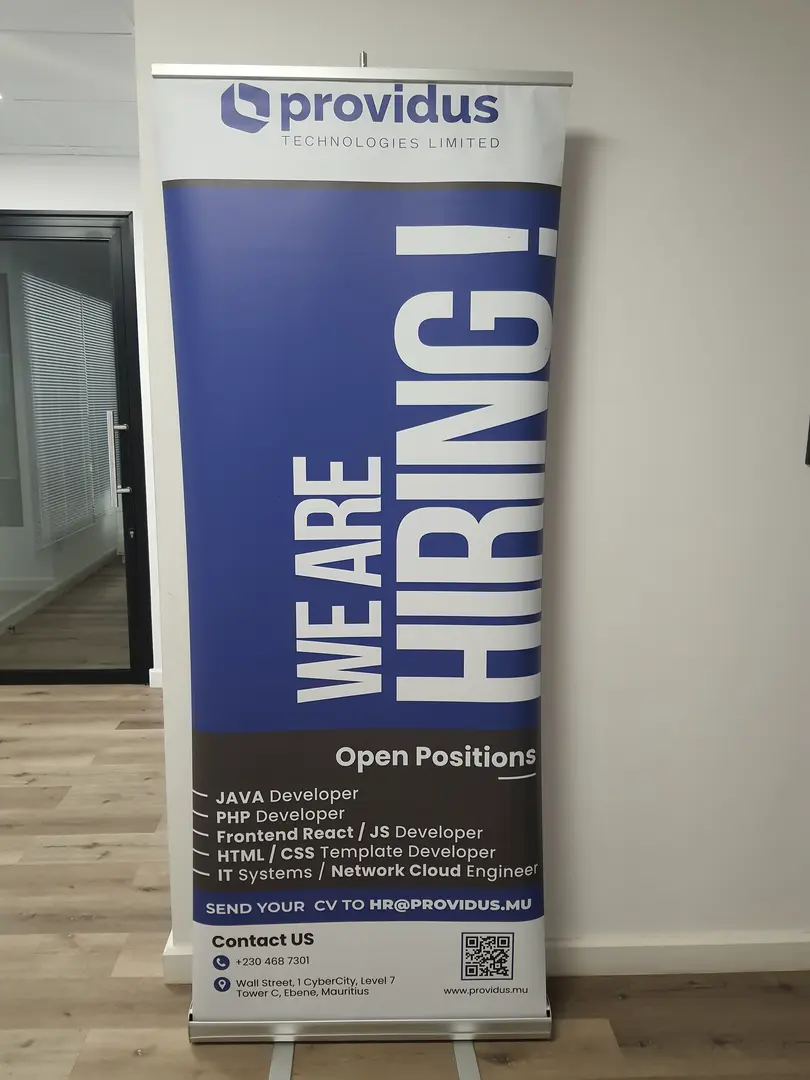 providus
TECHNOLOGIES LIMITED
WE ARE
HIRING!
Open Positions
JAVA Developer
PHP Developer
Frontend React / JS Developer
HTML / CSS Template Developer
IT Systems / Network Cloud Engineer
SEND YOUR CV TO HR@PROVIDUS.MU
Contact US
+230 468 7301
Wall Street, 1 CyberCity, Level 7
Tower C, Ebene, Mauritius
www.providus.mu